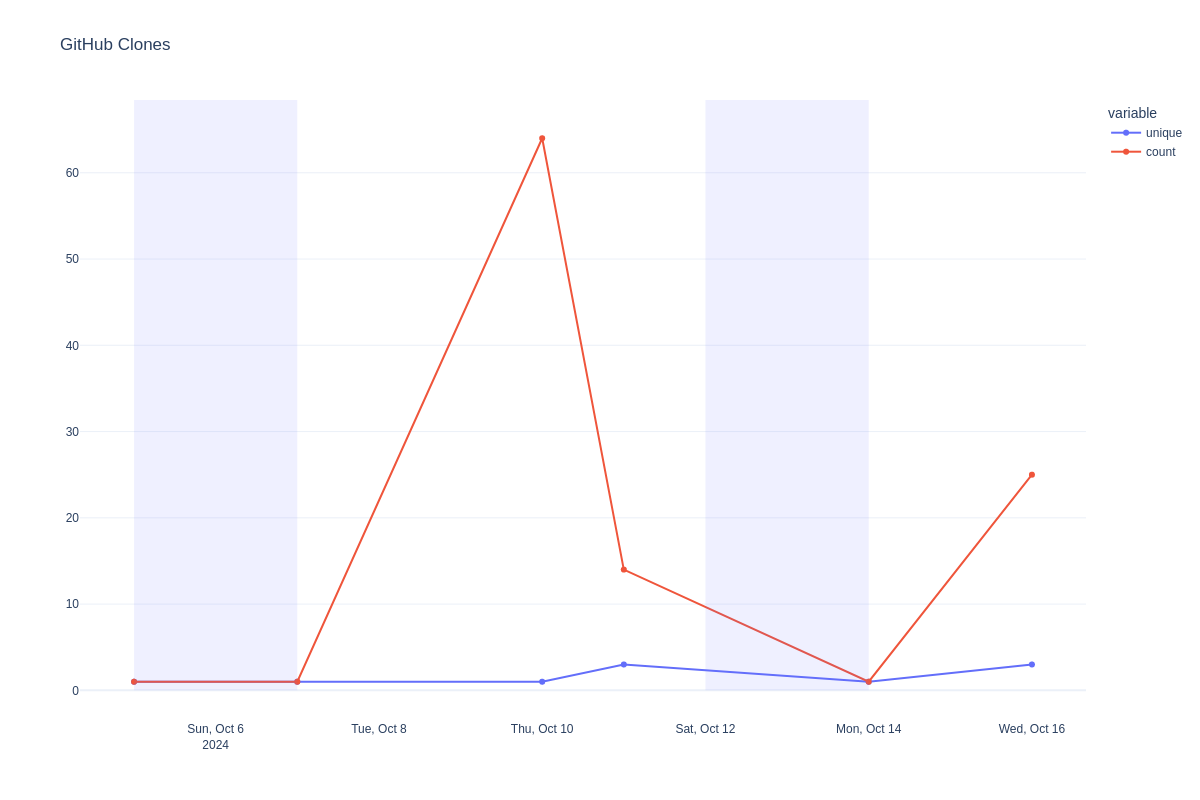 GitHub Clones
variable
unique
count
60
50
40
30
20
10
0
Sun, Oct 6
2024
Tue, Oct 8
Thu, Oct 10
Sat, Oct 12
Mon, Oct 14
Wed, Oct 16